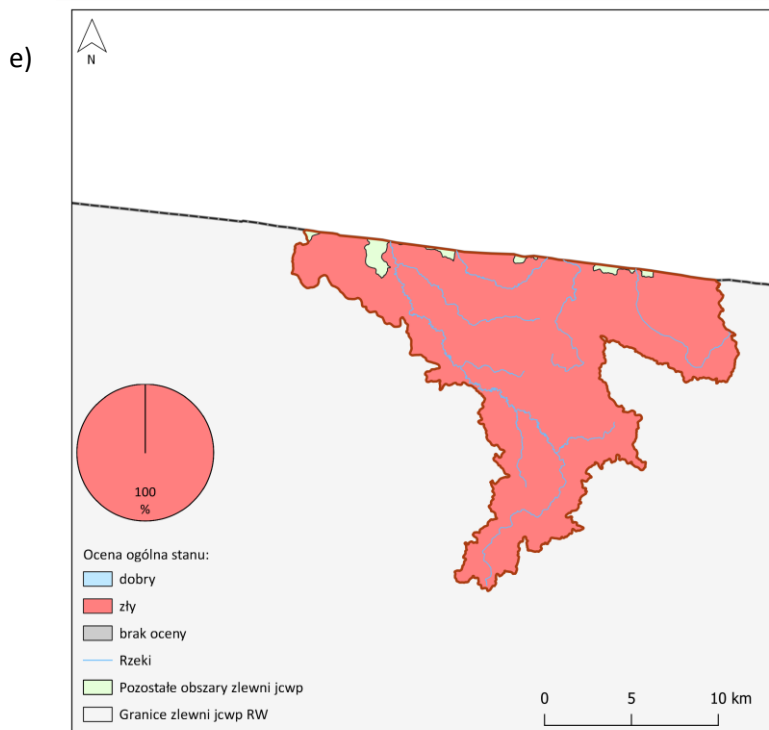 e)
N
100
%
Ocena ogólna stanu:
dobry
zły
brak oceny
Rzeki
Pozostałe obszary zlewni jcwp
Granice zlewni jcwp RW
0 5 10 km